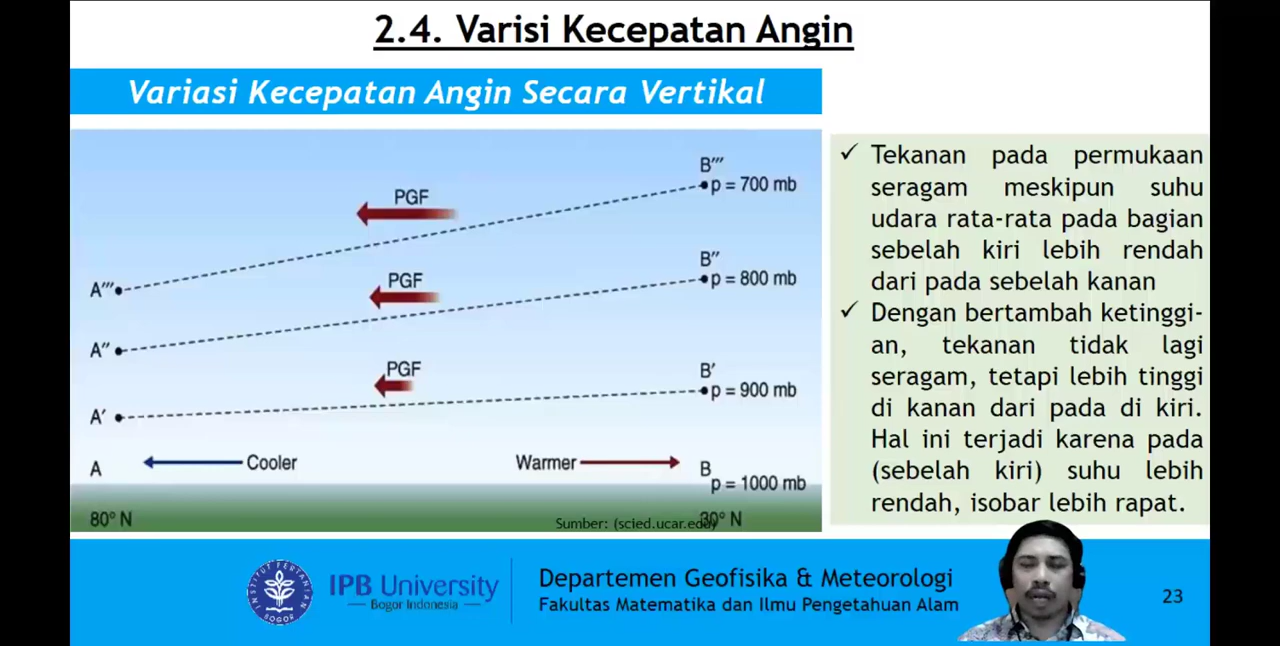 2.4. Varisi Kecepatan Angin
Variasi Kecepatan Angin Secara Vertikal
B'''
PGF
p = 700 mb
A'''
B''
PGF
p = 800 mb
A''
PGF
B'
p = 900 mb
A'
A
Cooler
Warmer
B
p = 1000 mb
80° N
Sumber: (scied.ucar.edu)
30° N
✓ Tekanan pada permukaan
seragam meskipun suhu
udara rata-rata pada bagian
sebelah kiri lebih rendah
dari pada sebelah kanan
✓ Dengan bertambah ketinggi-
an, tekanan tidak lagi
seragam, tetapi lebih tinggi
di kanan dari pada di kiri.
Hal ini terjadi karena pada
(sebelah kiri) suhu lebih
rendah, isobar lebih rapat.
INSTITUT PERTANIAN
BOGOR
IPB University
Bogor Indonesia
Departemen Geofisika & Meteorologi
Fakultas Matematika dan Ilmu Pengetahuan Alam
23